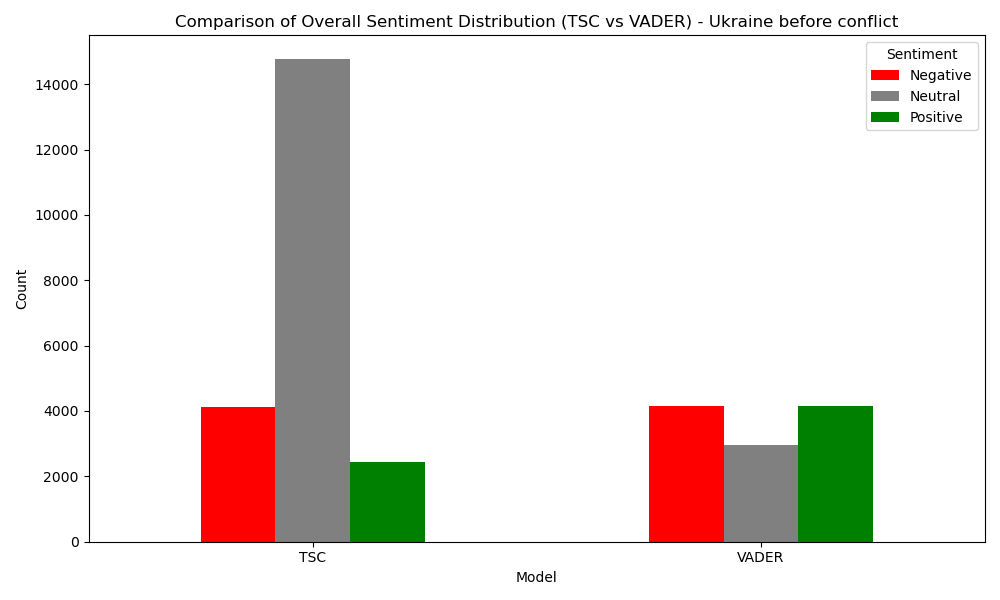 Comparison of Overall Sentiment Distribution (TSC vs VADER) - Ukraine before conflict
Sentiment
Negative
Neutral
Positive
14000
12000
10000
8000
6000
4000
2000
0
Count
TSC
VADER
Model